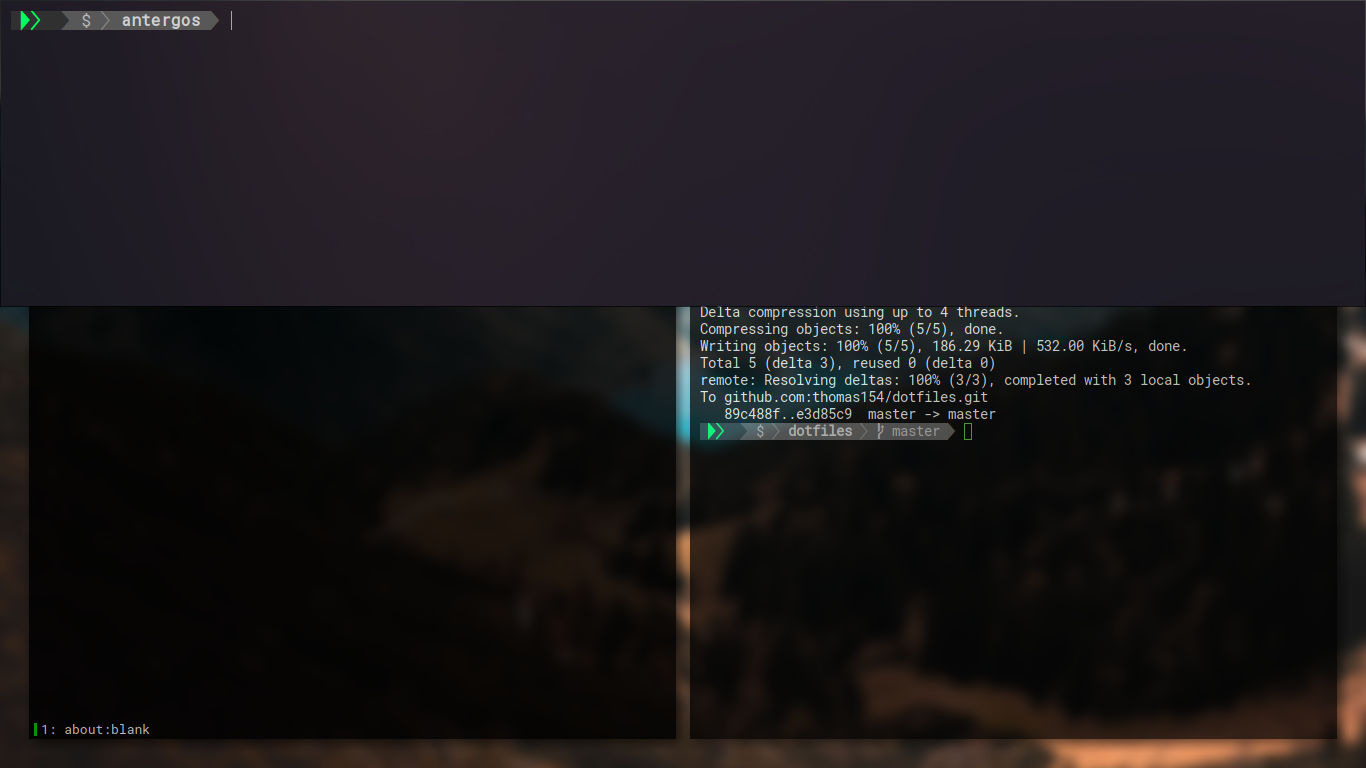 $ antergos
Delta compression using up to 4 threads.
Compressing objects: 100% (5/5), done.
Writing objects: 100% (5/5), 186.29 KiB | 532.00 KiB/s, done.
Total 5 (delta 3), reused 0 (delta 0)
remote: Resolving deltas: 100% (3/3), completed with 3 local objects.
To github.com:thomas154/dotfiles.git
89c488f..e3d85c9  master -> master
$ dotfiles master
1: about:blank